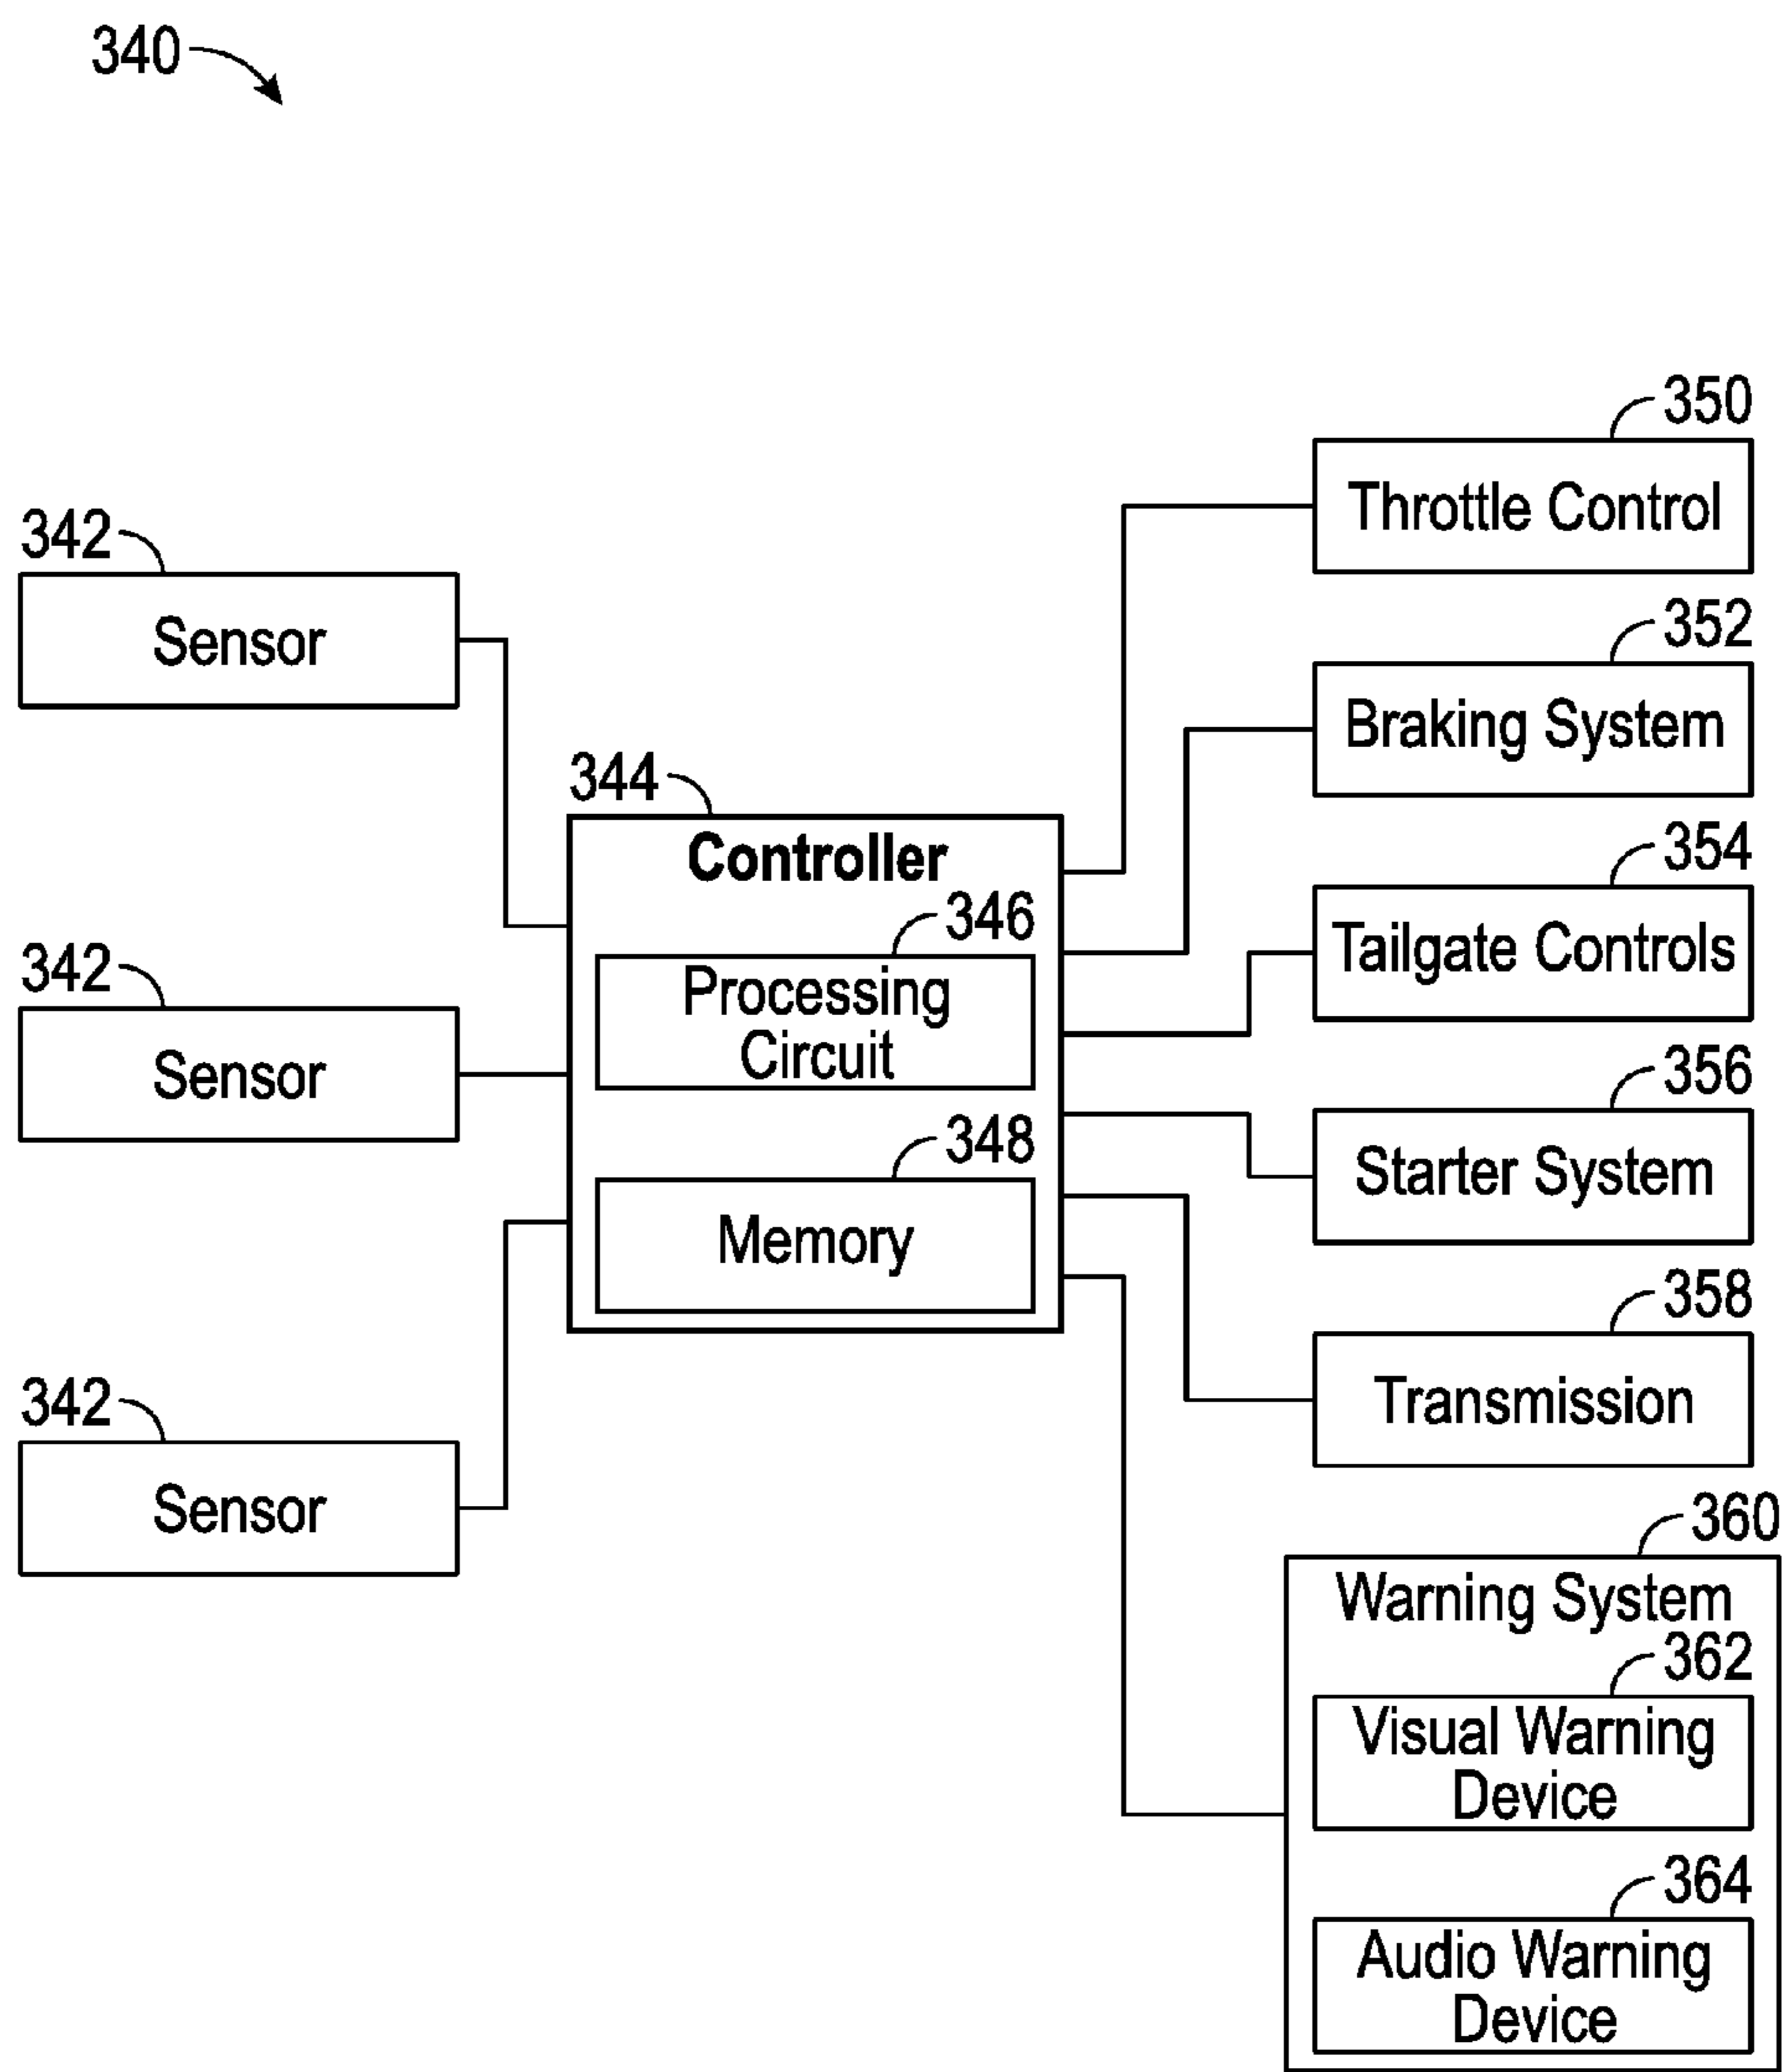 340
342
Sensor
342
Sensor
342
Sensor
344
Controller
346
Processing
Circuit
348
Memory
350
Throttle Control
352
Braking System
354
Tailgate Controls
356
Starter System
358
Transmission
360
Warning System
362
Visual Warning
Device
364
Audio Warning
Device